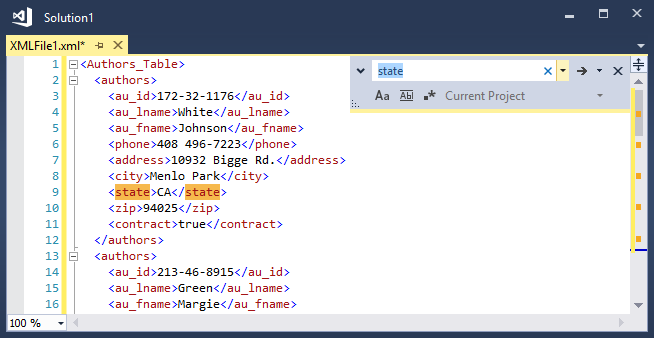 Solution1
XMLFile1.xml*
state
Aa Ab Current Project
1 <Authors_Table>
2 <authors>
3 <au_id>172-32-1176</au_id>
4 <au_lname>White</au_lname>
5 <au_fname>Johnson</au_fname>
6 <phone>408 496-7223</phone>
7 <address>10932 Bigge Rd.</address>
8 <city>Menlo Park</city>
9 <state>CA</state>
10 <zip>94025</zip>
11 <contract>true</contract>
12 </authors>
13 <authors>
14 <au_id>213-46-8915</au_id>
15 <au_lname>Green</au_lname>
16 <au_fname>Margie</au_fname>
100 %